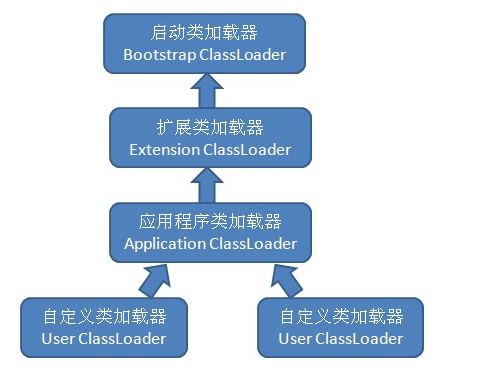 启动类加载器
Bootstrap ClassLoader
扩展类加载器
Extension ClassLoader
应用程序类加载器
Application ClassLoader
自定义类加载器
User ClassLoader
自定义类加载器
User ClassLoader